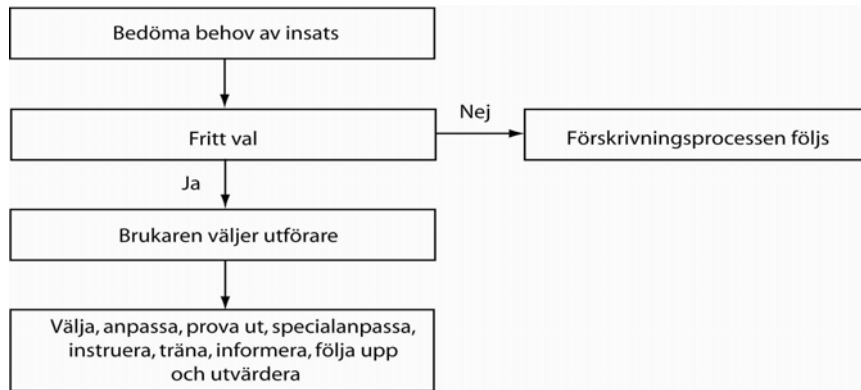 Bedöma behov av insats
Nej
Fritt val
Förskrivningsprocessen följs
Ja
Brukaren väljer utförare
Välja, anpassa, prova ut, specialanpassa,
instruera, träna, informera, följa upp
och utvärdera